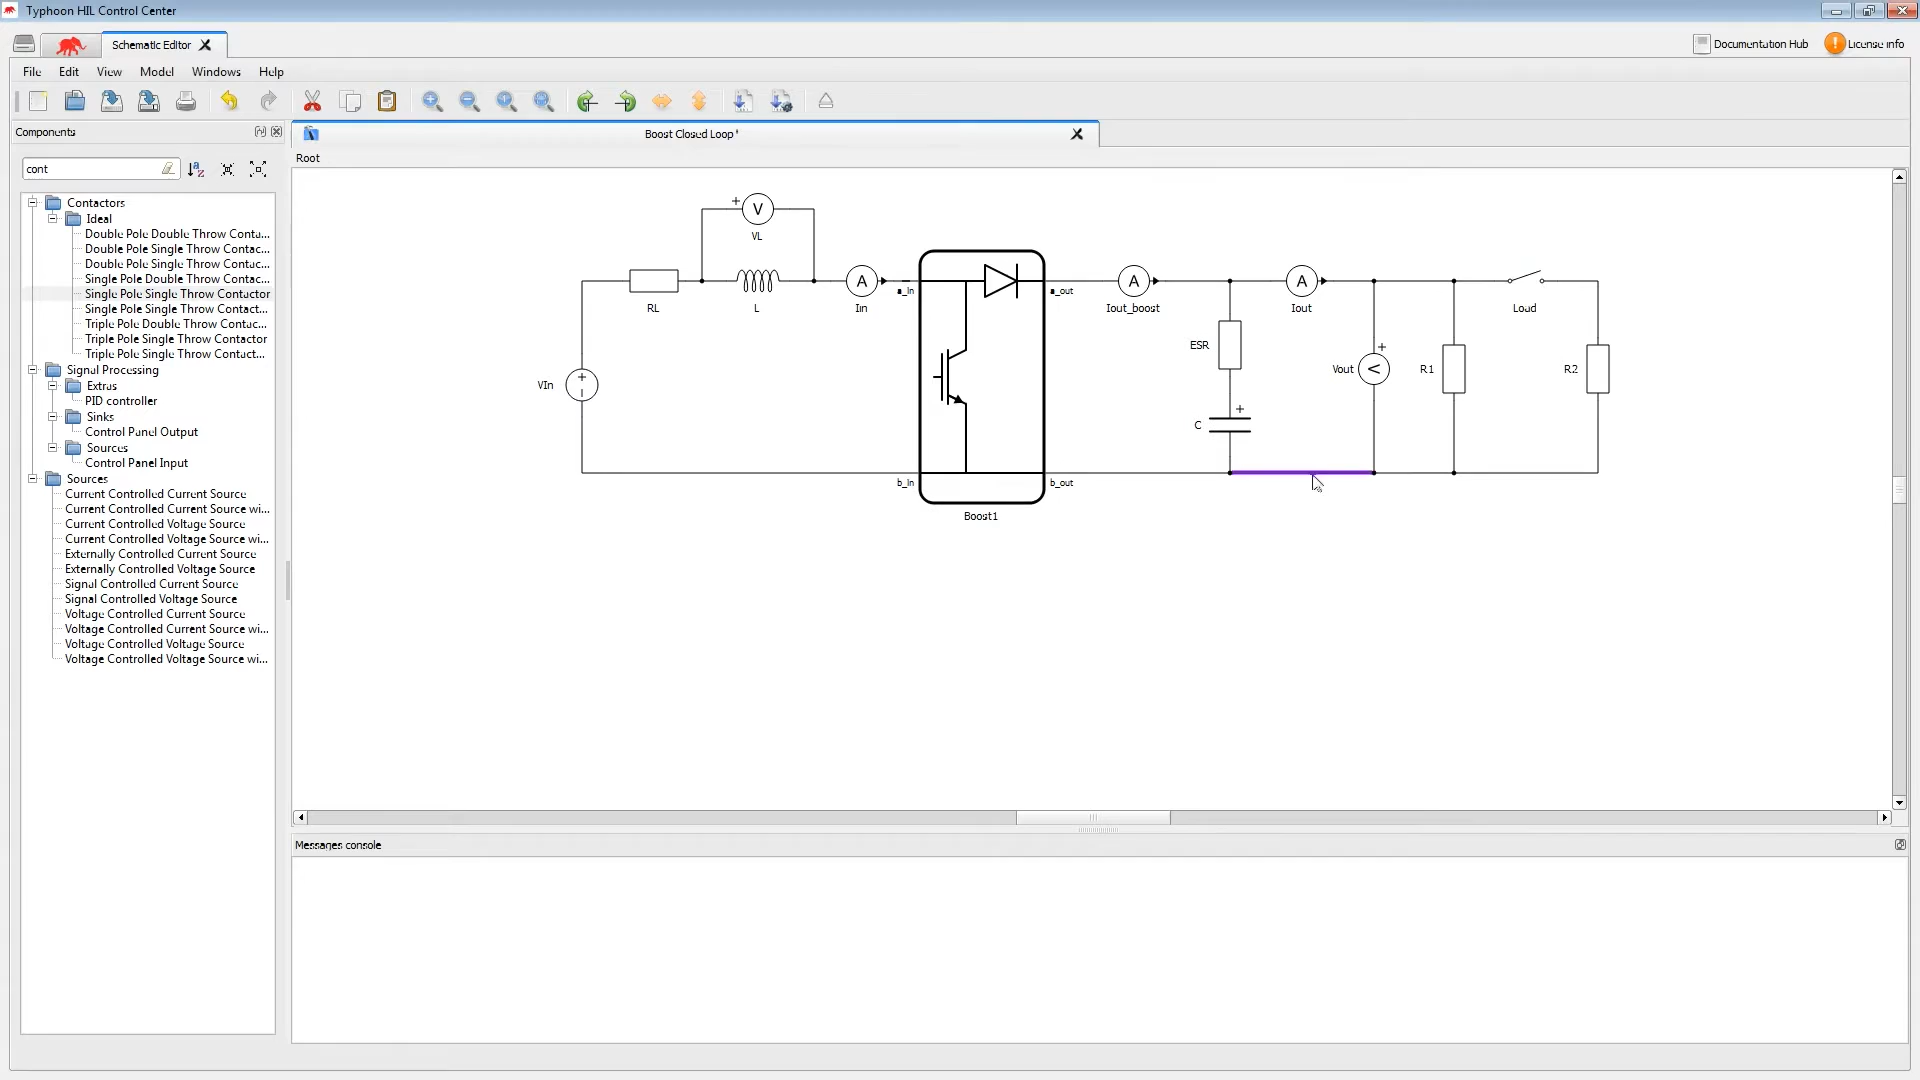 Typhoon HIL Control Center
Schematic Editor
Documentation Hub
License info
File Edit View Model Windows Help
Components
Boost Closed Loop *
Root
cont
Contactors
Ideal
Double Pole Double Throw Conta...
Double Pole Single Throw Contac...
Double Pole Single Throw Contac...
Single Pole Double Throw Contac...
Single Pole Single Throw Contactor
Single Pole Single Throw Contact...
Triple Pole Double Throw Contac...
Triple Pole Single Throw Contactor
Triple Pole Single Throw Contact...
Signal Processing
Extras
PID controller
Sinks
Control Panel Output
Sources
Control Panel Input
Sources
Current Controlled Current Source
Current Controlled Current Source wi...
Current Controlled Voltage Source
Current Controlled Voltage Source wi...
Externally Controlled Current Source
Externally Controlled Voltage Source
Signal Controlled Current Source
Signal Controlled Voltage Source
Voltage Controlled Current Source
Voltage Controlled Current Source wi...
Voltage Controlled Voltage Source
Voltage Controlled Voltage Source wi...
+ V
VL
A A A
a_in a_out
RL L Iin Iout_boost Iout Load
ESR
+
Vout V R1 R2
VIn + I
+
C
b_in b_out
Boost1
Messages console